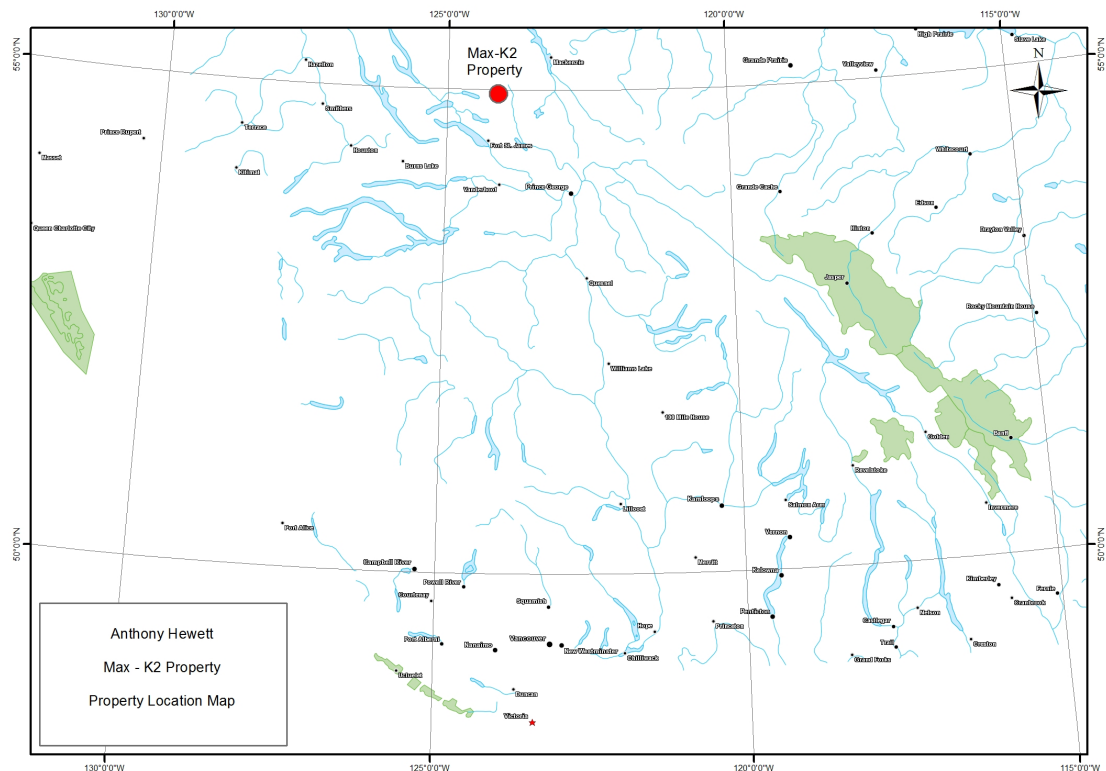 130°0'0"W
125°0'0"W
120°0'0"W
115°0'0"W
55°0'0"N
55°0'0"N
Max-K2
Property
N
High Prairie
Slave Lake
Hazelton
Mackenzie
Grande Prairie
Valleyview
Smithers
Prince Rupert
Terrace
Masset
Houston
Fort St. James
Whitecourt
Kitimat
Burns Lake
Vanderhoof
Prince George
Grande Cache
Edson
Queen Charlotte City
Hinton
Drayton Valley
Quesnel
Jasper
Rocky Mountain House
Williams Lake
100 Mile House
Golden
Banff
Revelstoke
Kamloops
Salmon Arm
Lillooet
Invermere
Port Alice
Vernon
50°0'0"N
50°0'0"N
Campbell River
Merritt
Kelowna
Powell River
Kimberley
Fernie
Courtenay
Squamish
Cranbrook
Penticton
Nelson
Princeton
Castlegar
Hope
Port Alberni
Nanaimo
Vancouver
New Westminster
Chilliwack
Trail
Creston
Grand Forks
Ucluelet
Duncan
Victoria
Anthony Hewett
Max - K2 Property
Property Location Map
130°0'0"W
125°0'0"W
120°0'0"W
115°0'0"W